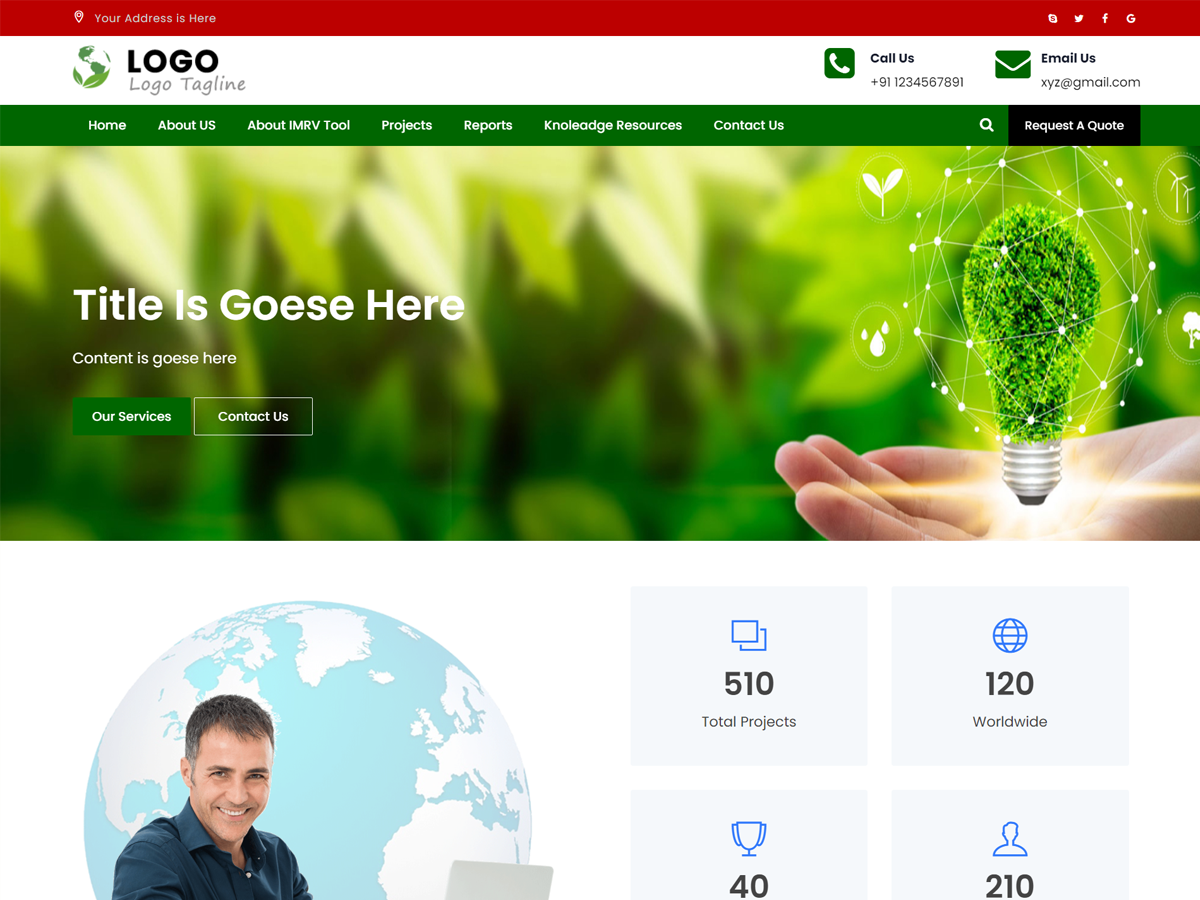 Your Address is Here
LOGO
Logo Tagline
Call Us
+91 1234567891
Email Us
xyz@gmail.com
Home About US About IMRV Tool Projects Reports Knoleadge Resources Contact Us Request A Quote
Title Is Goese Here
Content is goese here
Our Services Contact Us
510
Total Projects
120
Worldwide
40
210